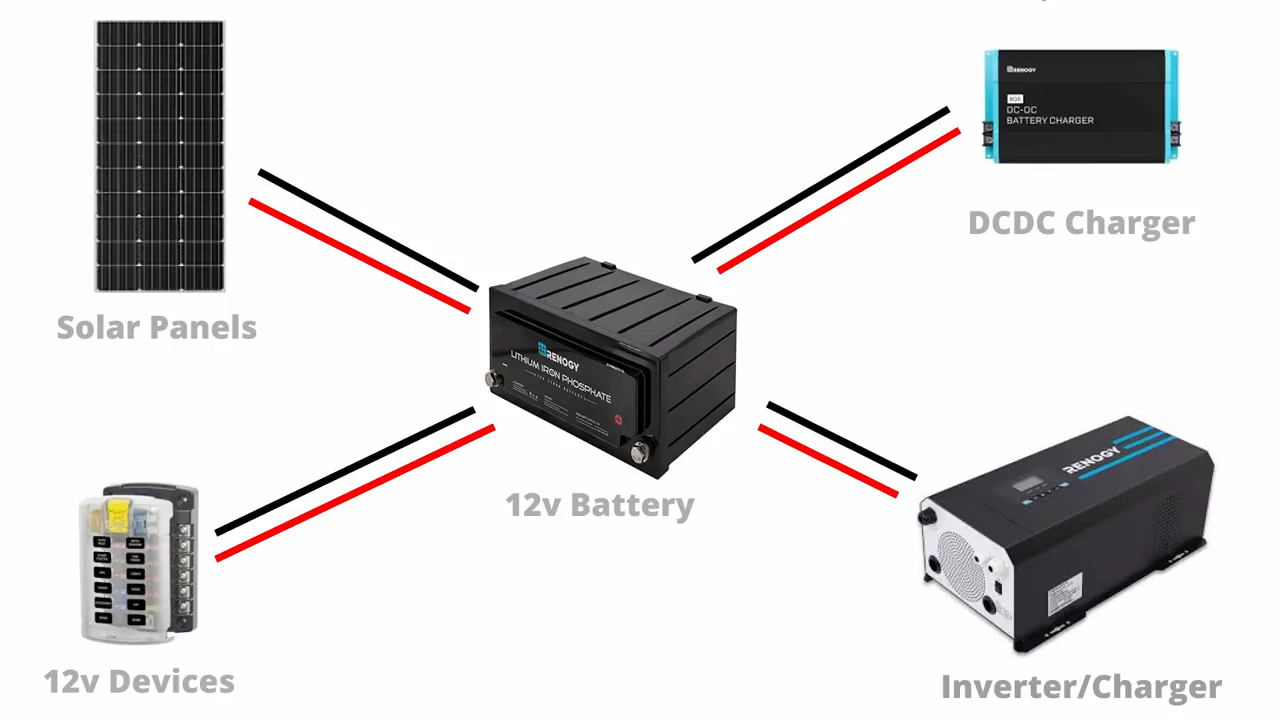 RENOGY
60A
DC-DC
BATTERY CHARGER
DCDC Charger
Solar Panels
RENOGY
LITHIUM IRON PHOSPHATE
12v Battery
RENOGY
12v Devices
Inverter/Charger